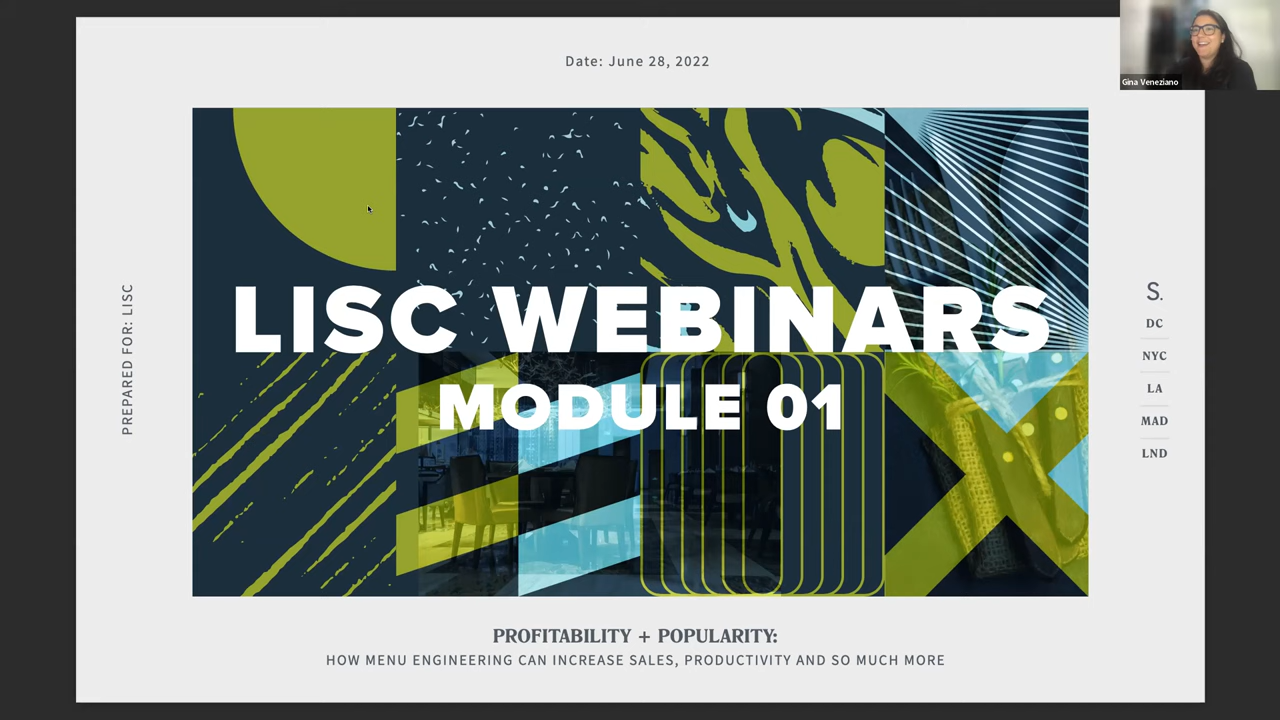 Date: June 28, 2022
Gina Veneziano
PREPARED FOR: LISC
LISC WEBINARS
MODULE 01
S.
DC
NYC
LA
MAD
LND
PROFITABILITY + POPULARITY:
HOW MENU ENGINEERING CAN INCREASE SALES, PRODUCTIVITY AND SO MUCH MORE